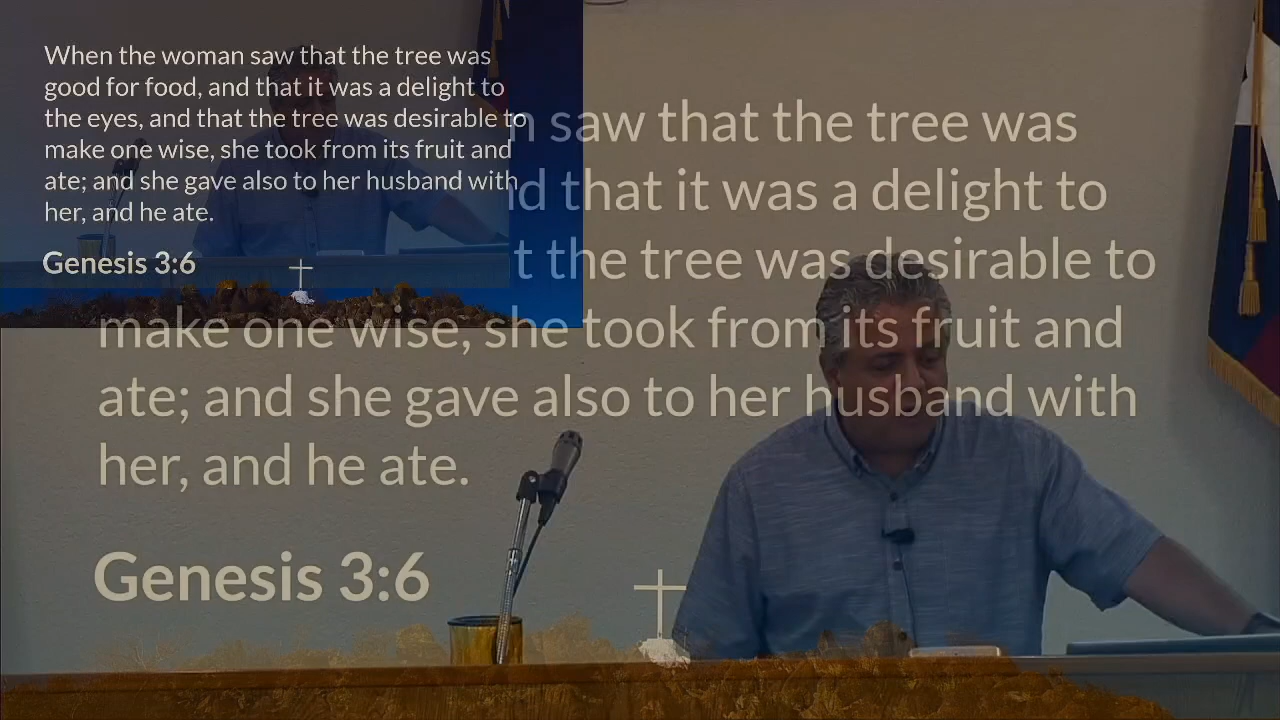 When the woman saw that the tree was
good for food, and that it was a delight to
the eyes, and that the tree was desirable to
make one wise, she took from its fruit and
ate; and she gave also to her husband with
her, and he ate.
Genesis 3:6
saw that the tree was
that it was a delight to
the tree was desirable to
make one wise, she took from its fruit and
ate; and she gave also to her husband with
her, and he ate.
Genesis 3:6